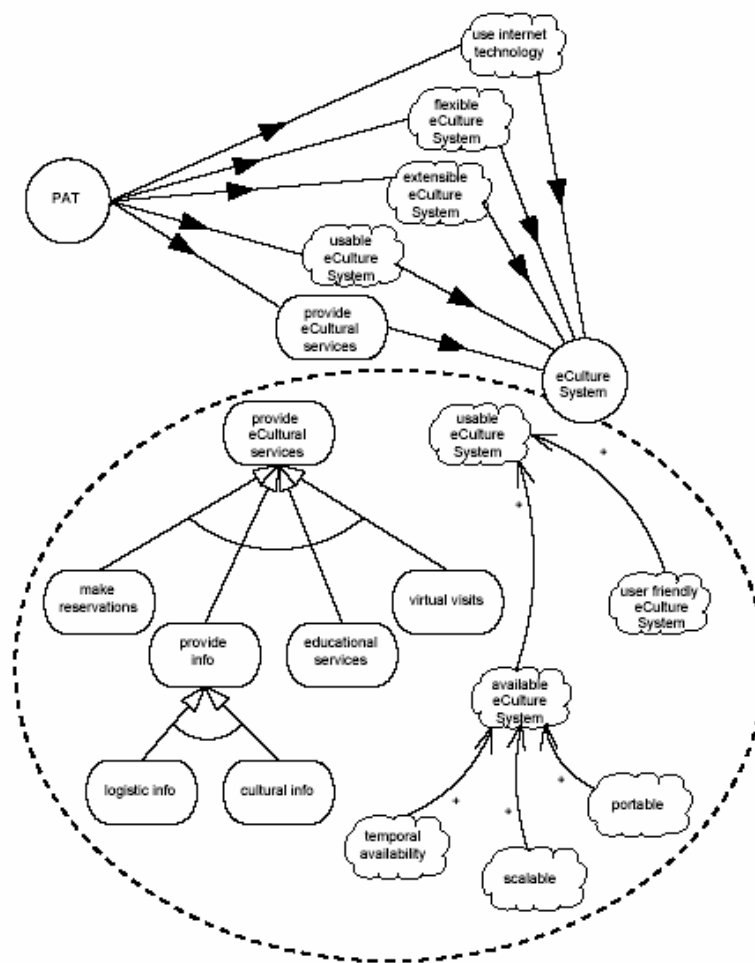 use internet
technology
flexible
eCulture
System
extensible
eCulture
System
PAT
usable
eCulture
System
provide
eCultural
services
eCulture
System
provide
eCultural
services
usable
eCulture
System
+
+
make
reservations
virtual visits
user friendly
eCulture
System
provide
info
educational
services
available
eCulture
System
logistic info
cultural info
+
+
+
portable
temporal
availability
scalable